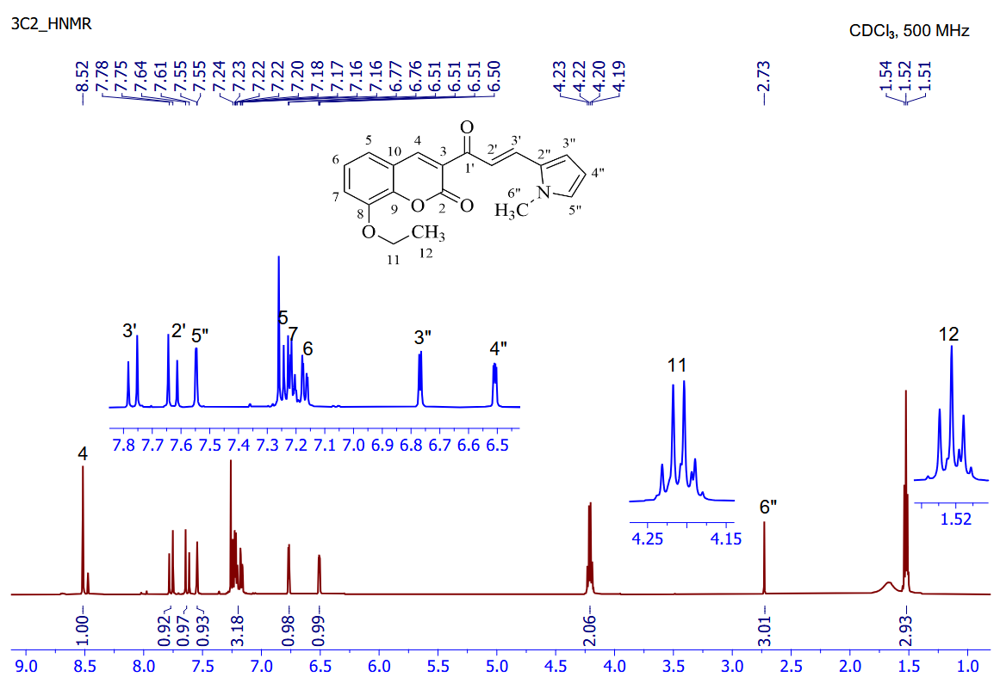 3C2_HNMR
CDCl₃, 500 MHz
8.52 7.78 7.75 7.64 7.61 7.55 7.55 7.24 7.23 7.22 7.22 7.20 7.18 7.17 7.16 7.16 6.77 6.76 6.51 6.51 6.51 6.50 4.23 4.22 4.20 4.19 2.73 1.54 1.52 1.51
O
5 4 2' 3' 3"
6 10 3 1' 2" 4"
7 9 O 2 O 6" N 5"
8 H₃C
O CH₃
11 12
5
3' 2' 5" 7 6 3" 4" 11 12
7.8 7.7 7.6 7.5 7.4 7.3 7.2 7.1 7.0 6.9 6.8 6.7 6.6 6.5
4 6"
4.25 4.15
1.52
1.00 0.92 0.97 0.93 3.18 0.98 0.99 2.06 3.01 2.93
9.0 8.5 8.0 7.5 7.0 6.5 6.0 5.5 5.0 4.5 4.0 3.5 3.0 2.5 2.0 1.5 1.0